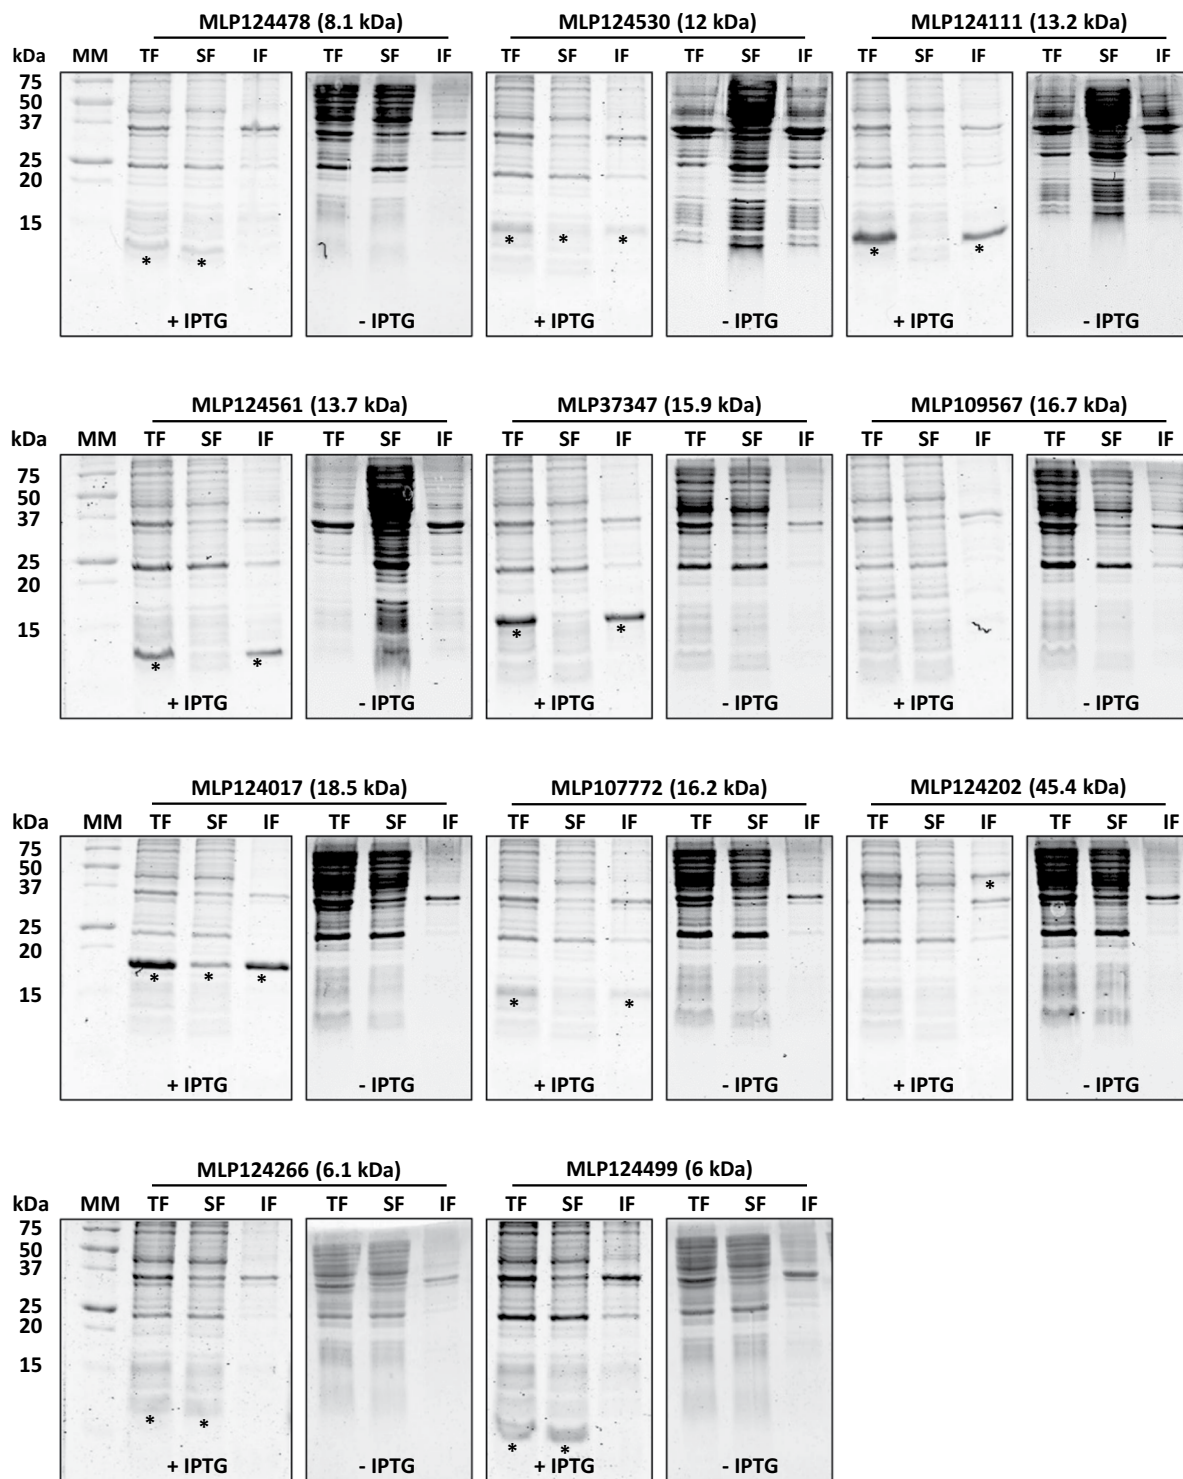 MLP124478 (8.1 kDa) MLP124530 (12 kDa) MLP124111 (13.2 kDa)
kDa MM TF SF IF TF SF IF TF SF IF TF SF IF TF SF IF TF SF IF
75
50
37
25
20
15
* * * * * * *
+ IPTG - IPTG + IPTG - IPTG + IPTG - IPTG
MLP124561 (13.7 kDa) MLP37347 (15.9 kDa) MLP109567 (16.7 kDa)
kDa MM TF SF IF TF SF IF TF SF IF TF SF IF TF SF IF TF SF IF
75
50
37
25
20
15
* * * *
+ IPTG - IPTG + IPTG - IPTG + IPTG - IPTG
MLP124017 (18.5 kDa) MLP107772 (16.2 kDa) MLP124202 (45.4 kDa)
kDa MM TF SF IF TF SF IF TF SF IF TF SF IF TF SF IF TF SF IF
75
50
37 *
25
20
* * *
15 * *
+ IPTG - IPTG + IPTG - IPTG + IPTG - IPTG
MLP124266 (6.1 kDa) MLP124499 (6 kDa)
kDa MM TF SF IF TF SF IF TF SF IF TF SF IF
75
50
37
25
20
15
* * * *
+ IPTG - IPTG + IPTG - IPTG